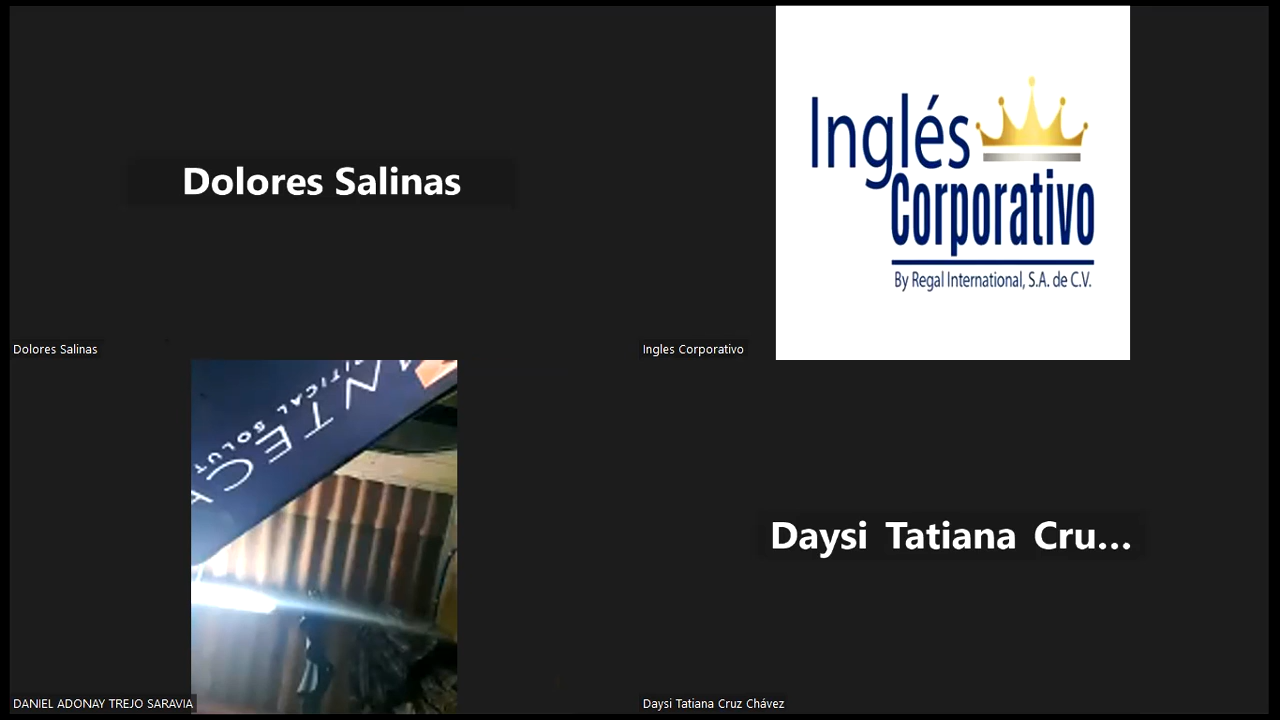 Dolores Salinas
Inglés
Corporativo
By Regal International, S.A. de C.V.
Dolores Salinas
Ingles Corporativo
Daysi Tatiana Cru...
DANIEL ADONAY TREJO SARAVIA
Daysi Tatiana Cruz Chávez